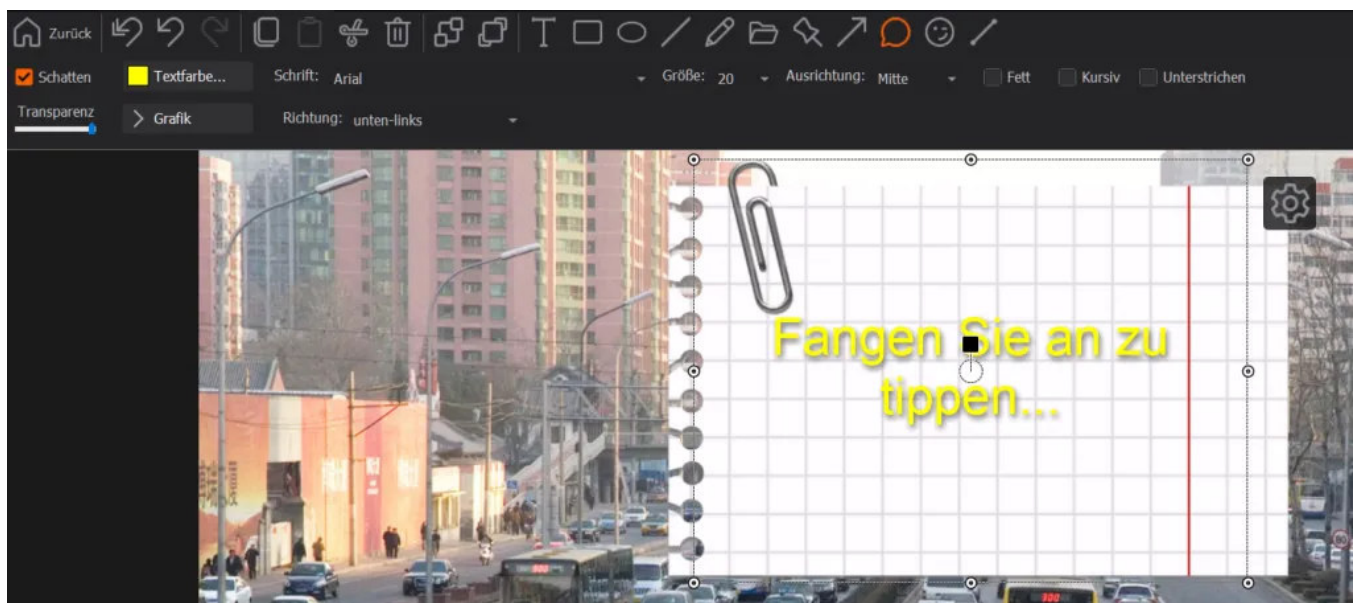 Zurück
Schatten
Textfarbe...
Schrift: Arial
Größe: 20
Ausrichtung: Mitte
Fett
Kursiv
Unterstrichen
Transparenz
Grafik
Richtung: unten-links
Fangen Sie an zu
tippen...